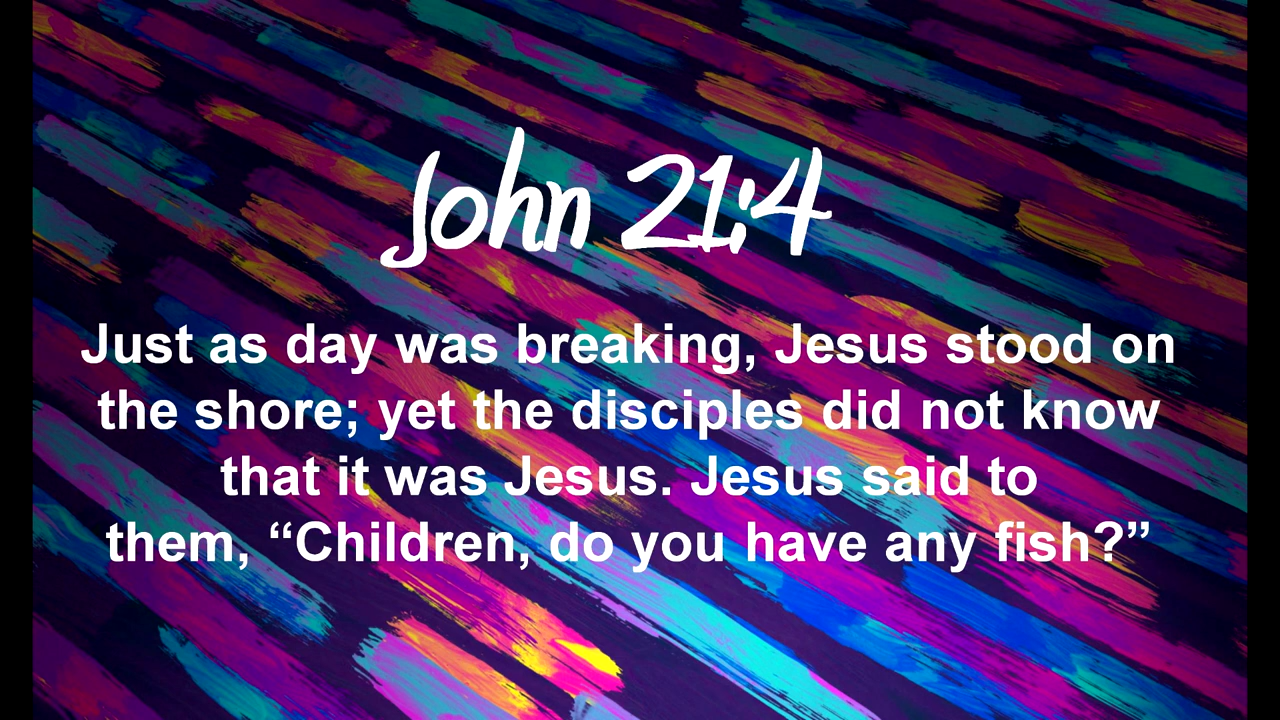 John 21:4
Just as day was breaking, Jesus stood on
the shore; yet the disciples did not know
that it was Jesus. Jesus said to
them, “Children, do you have any fish?”